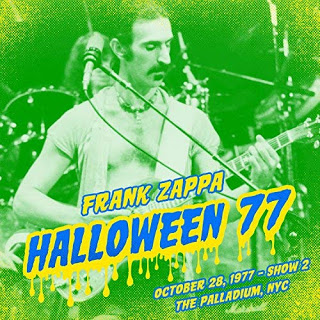 FRANK ZAPPA
HALLOWEEN 77
OCTOBER 28, 1977 - SHOW 2
THE PALLADIUM, NYC